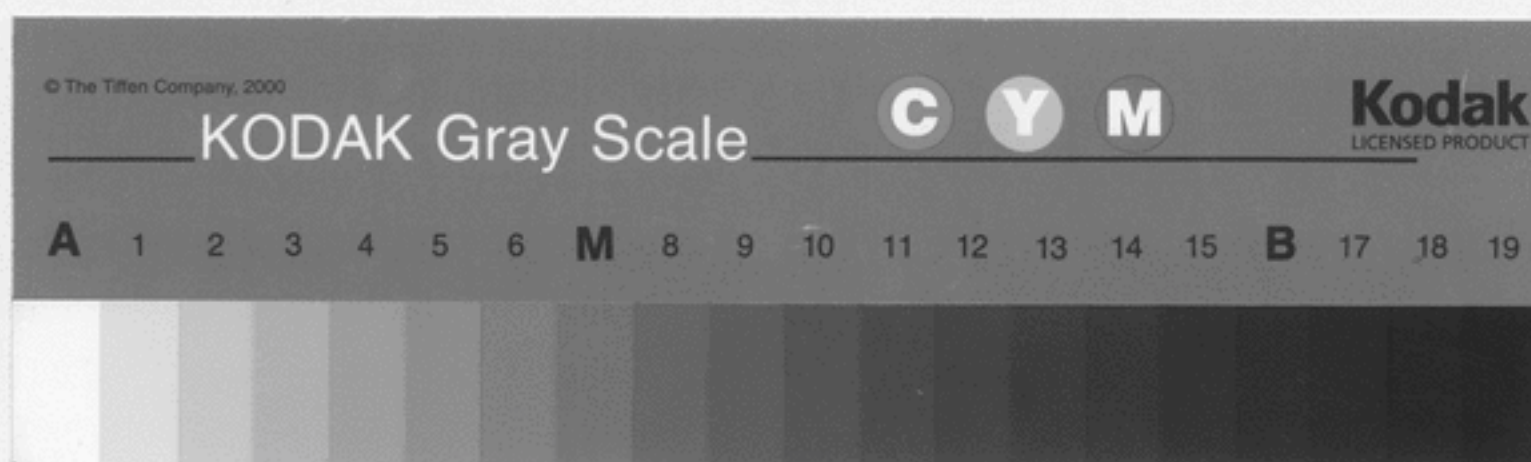 © The Tiffen Company, 2000
KODAK Gray Scale
C Y M
Kodak
LICENSED PRODUCT
A 1 2 3 4 5 6 M 8 9 10 11 12 13 14 15 B 17 18 19